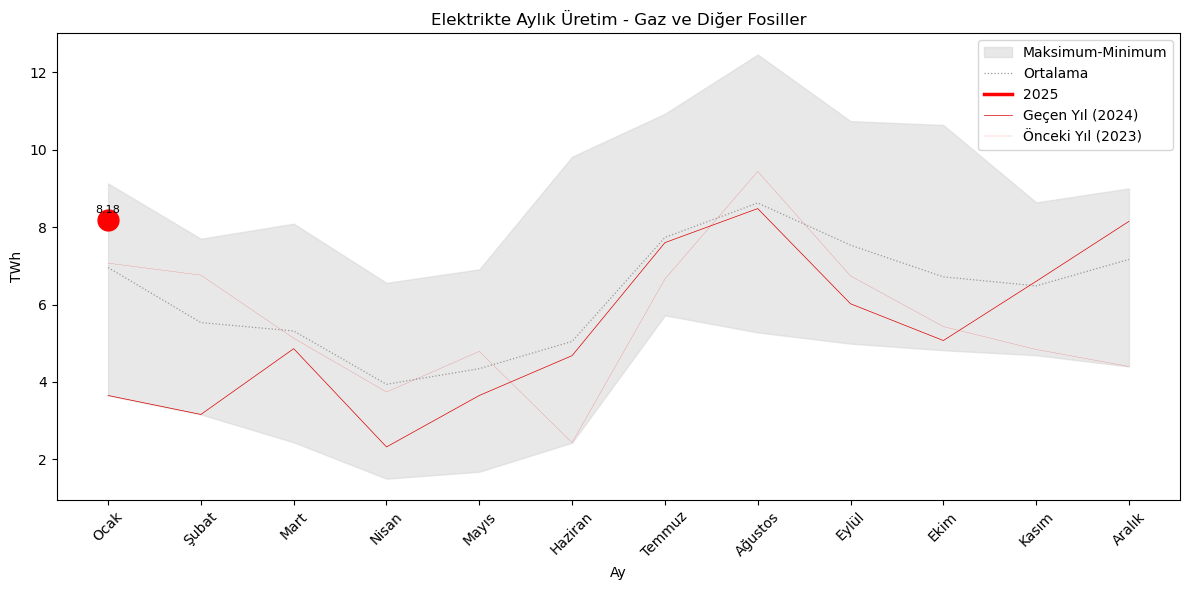 Elektrikte Aylık Üretim - Gaz ve Diğer Fosiller
Maksimum-Minimum
Ortalama
2025
Geçen Yıl (2024)
Önceki Yıl (2023)
TWh
12
10
8
6
4
2
8.18
Ocak
Şubat
Mart
Nisan
Mayıs
Haziran
Temmuz
Ağustos
Eylül
Ekim
Kasım
Aralık
Ay